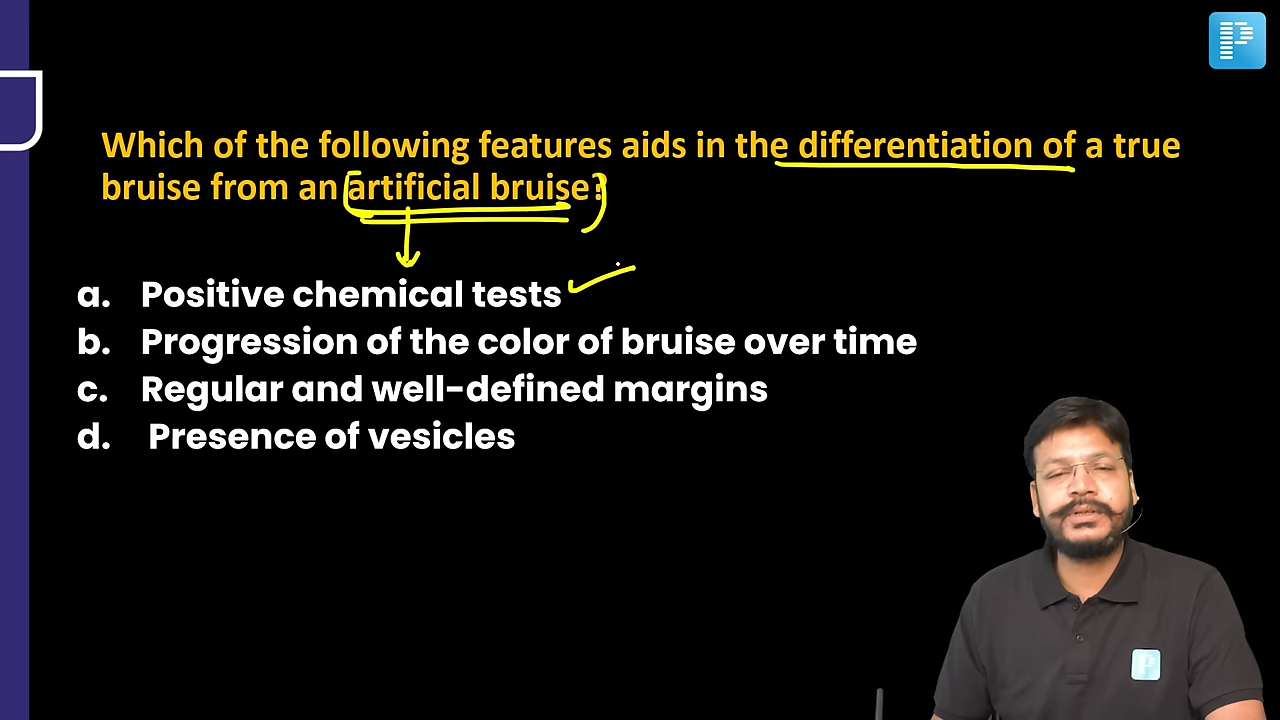 Which of the following features aids in the differentiation of a true
bruise from an artificial bruise?
a. Positive chemical tests
b. Progression of the color of bruise over time
c. Regular and well-defined margins
d. Presence of vesicles